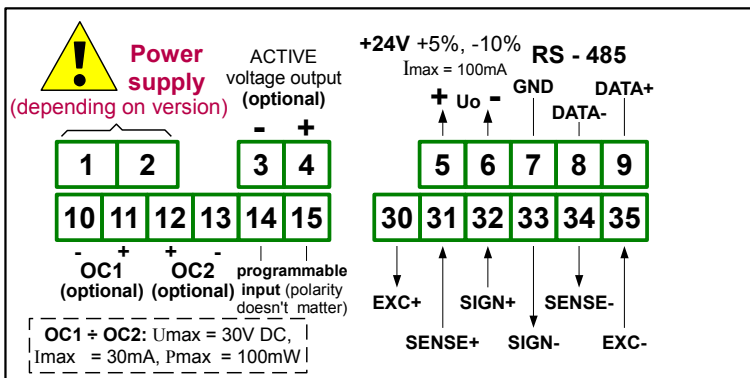 Power
supply
(depending on version)
ACTIVE
voltage output
(optional)
- +
+24V +5%, -10%
Imax = 100mA
+ Uo -
RS - 485
GND
DATA-
DATA+
1 2 3 4 5 6 7 8 9
10 11 12 13 14 15 30 31 32 33 34 35
- + + -
OC1
(optional)
OC2
(optional)
programmable
input (polarity
doesn't matter)
EXC+
SENSE+
SIGN+
SIGN-
SENSE-
EXC-
OC1 ÷ OC2: Umax = 30V DC,
Imax = 30mA, Pmax = 100mW